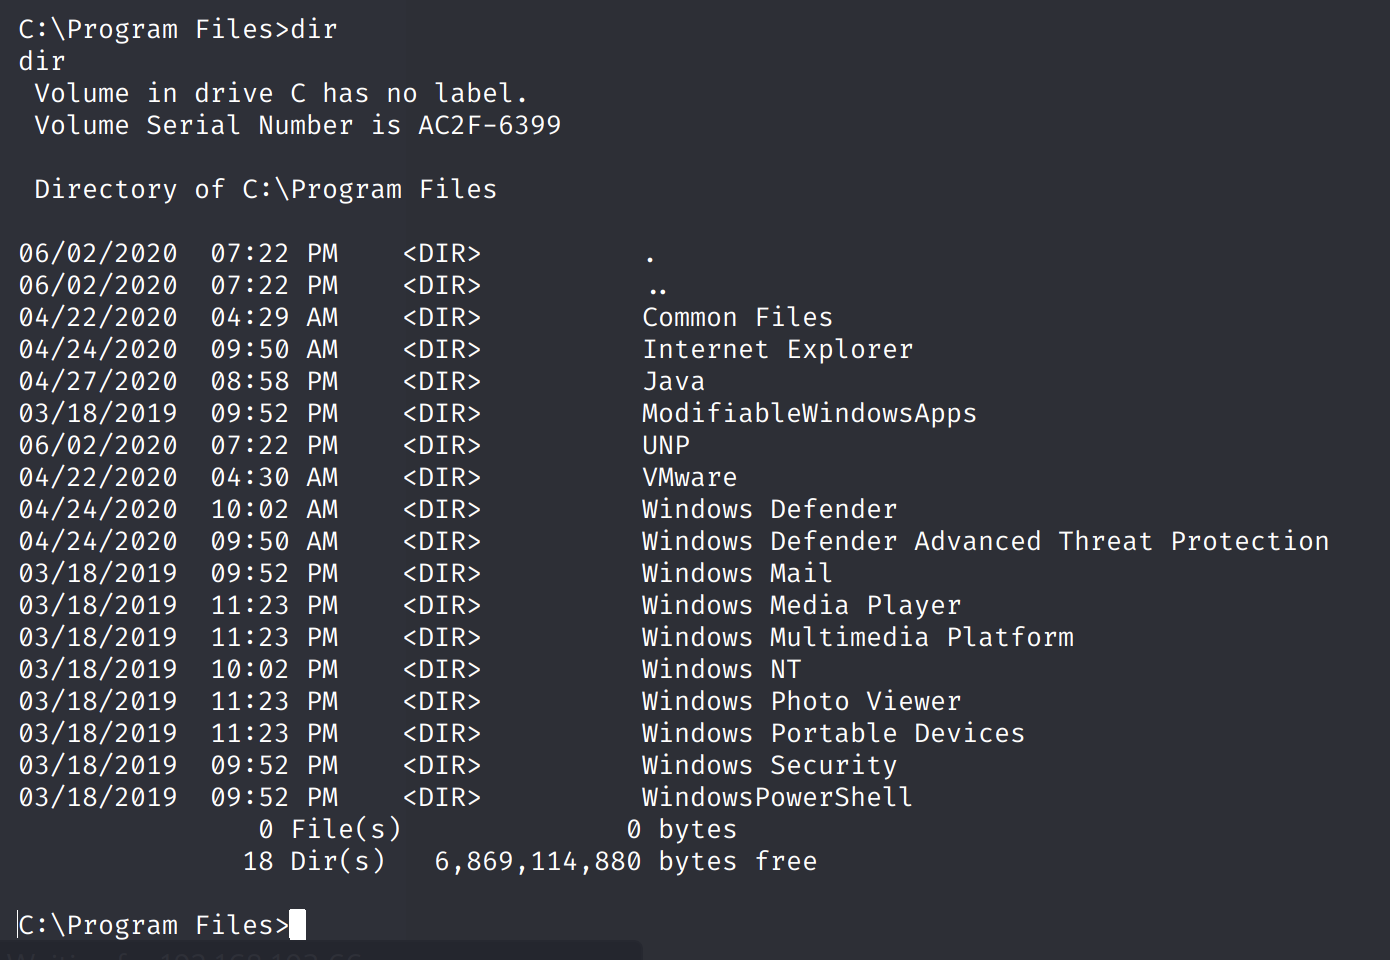 C:\Program Files>dir
dir
 Volume in drive C has no label.
 Volume Serial Number is AC2F-6399

 Directory of C:\Program Files

06/02/2020  07:22 PM    <DIR>          .
06/02/2020  07:22 PM    <DIR>          ..
04/22/2020  04:29 AM    <DIR>          Common Files
04/24/2020  09:50 AM    <DIR>          Internet Explorer
04/27/2020  08:58 PM    <DIR>          Java
03/18/2019  09:52 PM    <DIR>          ModifiableWindowsApps
06/02/2020  07:22 PM    <DIR>          UNP
04/22/2020  04:30 AM    <DIR>          VMware
04/24/2020  10:02 AM    <DIR>          Windows Defender
04/24/2020  09:50 AM    <DIR>          Windows Defender Advanced Threat Protection
03/18/2019  09:52 PM    <DIR>          Windows Mail
03/18/2019  11:23 PM    <DIR>          Windows Media Player
03/18/2019  11:23 PM    <DIR>          Windows Multimedia Platform
03/18/2019  10:02 PM    <DIR>          Windows NT
03/18/2019  11:23 PM    <DIR>          Windows Photo Viewer
03/18/2019  11:23 PM    <DIR>          Windows Portable Devices
03/18/2019  09:52 PM    <DIR>          Windows Security
03/18/2019  09:52 PM    <DIR>          WindowsPowerShell
               0 File(s)              0 bytes
              18 Dir(s)   6,869,114,880 bytes free

C:\Program Files>